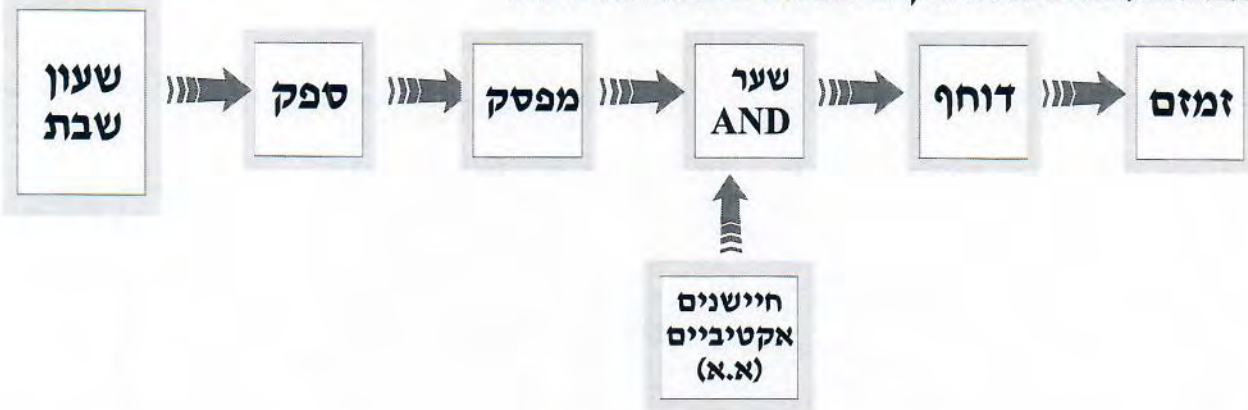 שעון
שבת
ספק
מפסק
שער
AND
דוחף
זמזם
חיישנים
אקטיביים
(א.א)